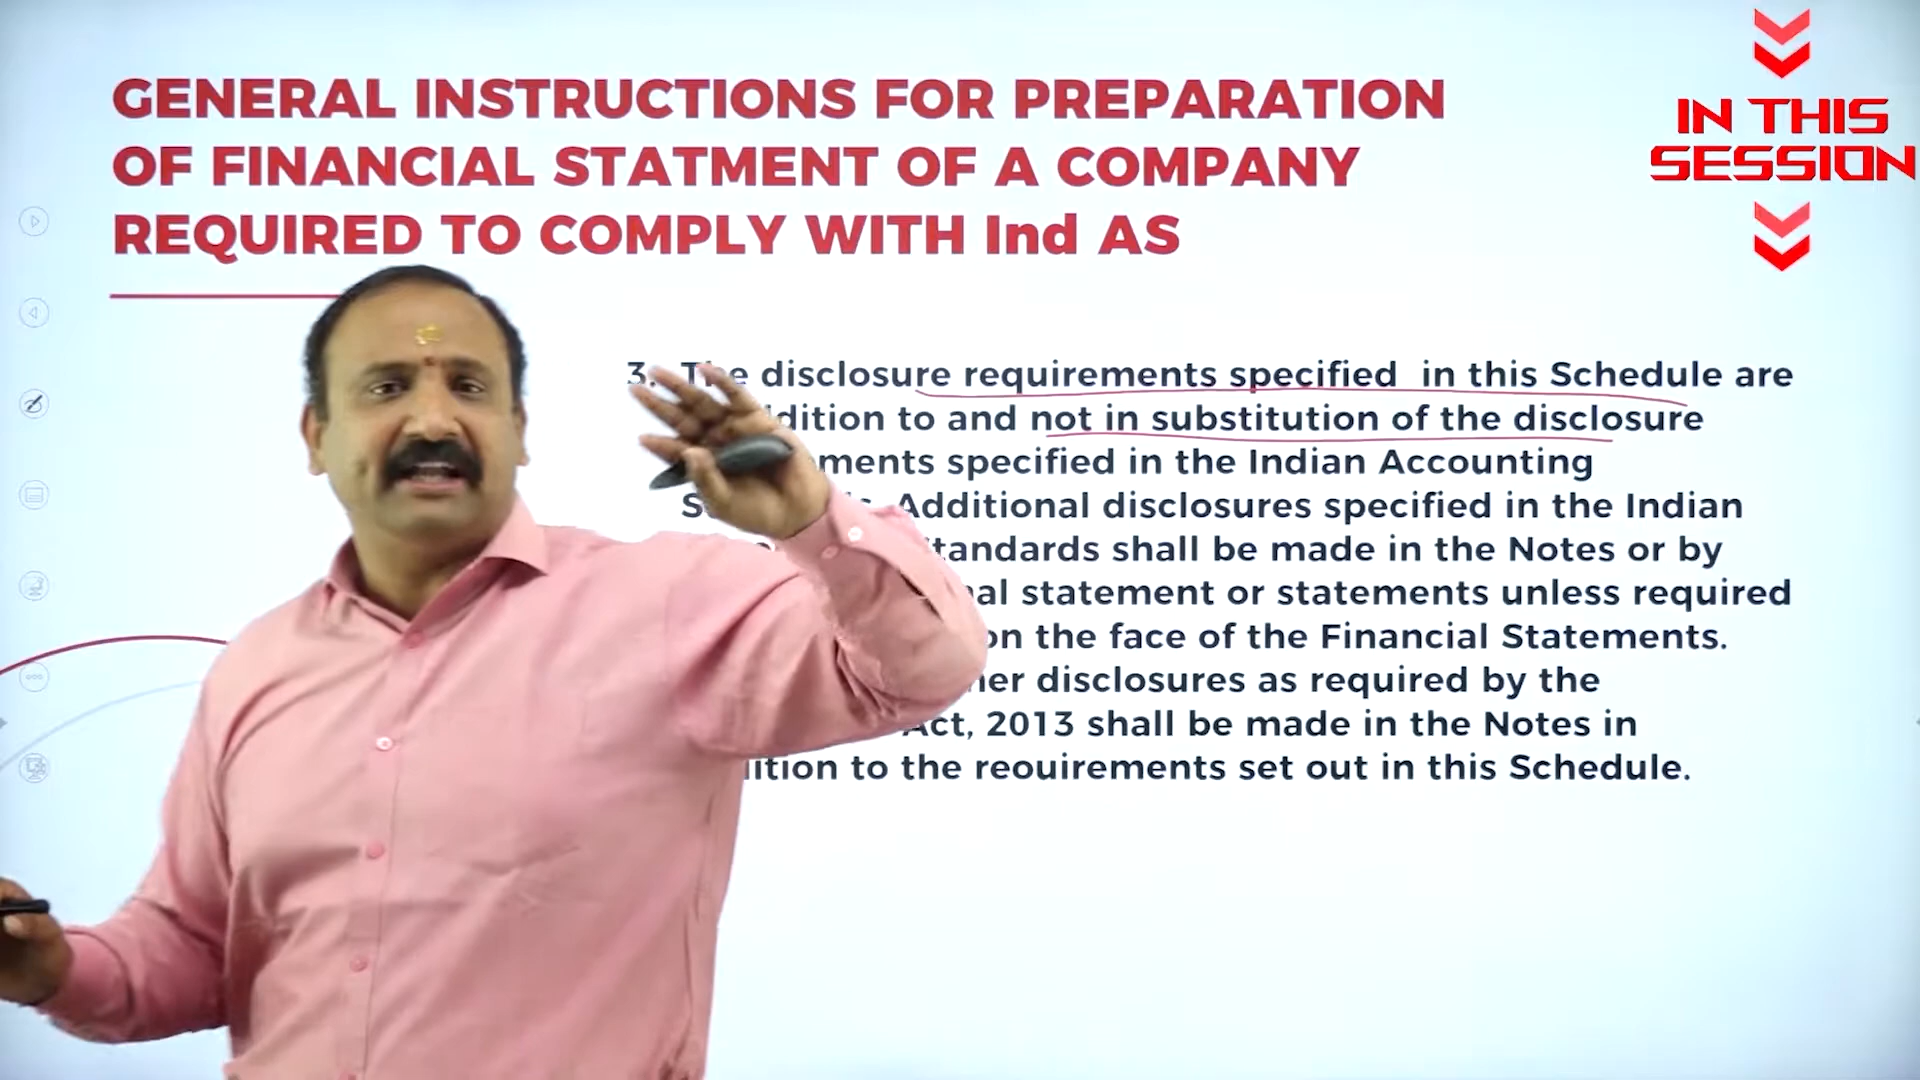 GENERAL INSTRUCTIONS FOR PREPARATION
OF FINANCIAL STATMENT OF A COMPANY
REQUIRED TO COMPLY WITH Ind AS
IN THIS
SESSION
3. The disclosure requirements specified in this Schedule are
dition to and not in substitution of the disclosure
ments specified in the Indian Accounting
Additional disclosures specified in the Indian
tandards shall be made in the Notes or by
al statement or statements unless required
on the face of the Financial Statements.
her disclosures as required by the
Act, 2013 shall be made in the Notes in
ition to the reouirements set out in this Schedule.